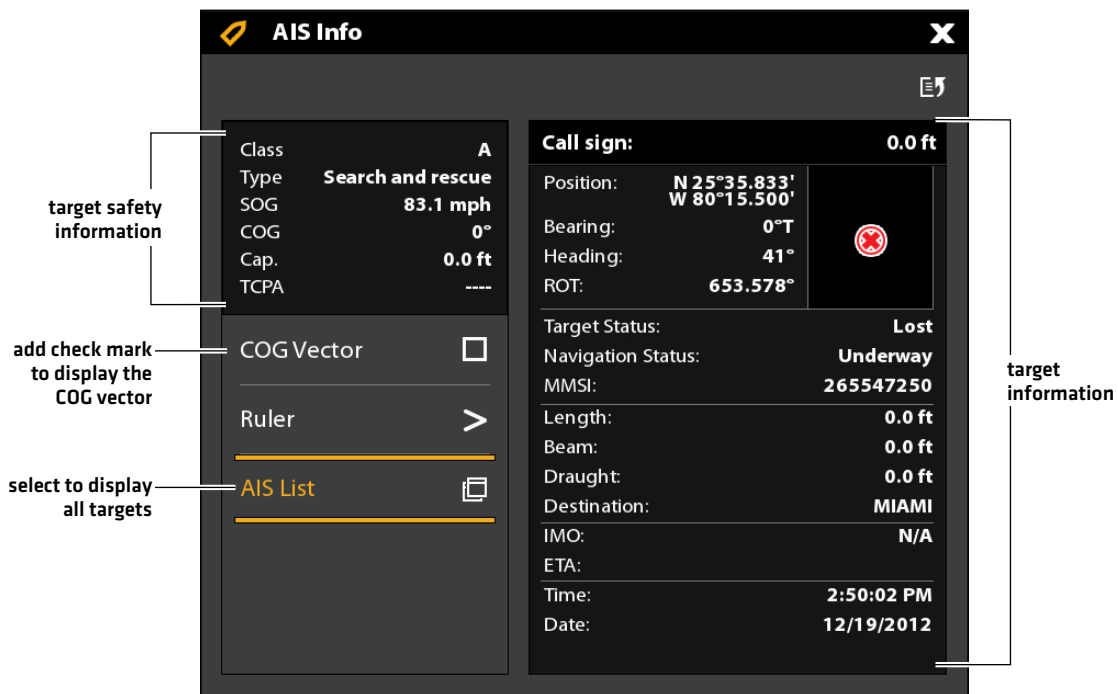 AIS Info
target safety
information
Class A
Type Search and rescue
SOG 83.1 mph
COG 0°
Cap. 0.0 ft
TCPA ----
add check mark
to display the
COG vector
COG Vector
Ruler >
select to display
all targets
AIS List
Call sign: 0.0 ft
Position: N 25°35.833'
W 80°15.500'
Bearing: 0°T
Heading: 41°
ROT: 653.578°
Target Status: Lost
Navigation Status: Underway
MMSI: 265547250
Length: 0.0 ft
Beam: 0.0 ft
Draught: 0.0 ft
Destination: MIAMI
IMO: N/A
ETA:
Time: 2:50:02 PM
Date: 12/19/2012
target
information